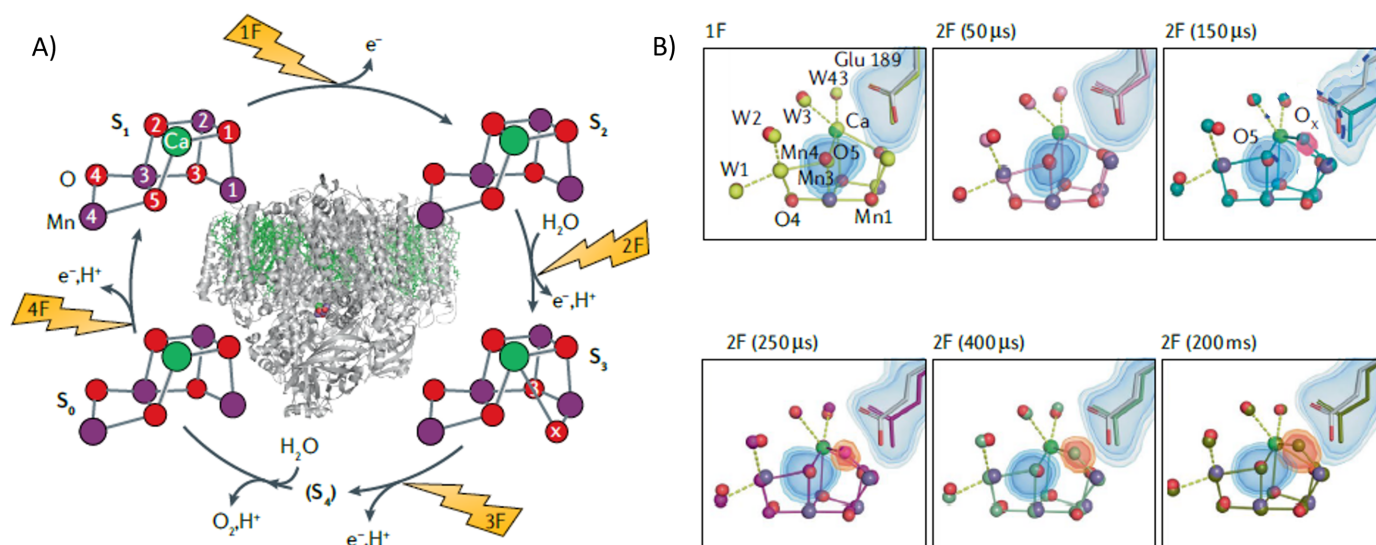 A)
1F
e⁻
S₁
2
2
1
Ca
O
4
3
3
1
Mn
4
5
S₂
H₂O
2F
e⁻,H⁺
e⁻,H⁺
4F
S₀
S₃
3
x
H₂O
(S₄)
O₂,H⁺
e⁻,H⁺
3F
B)
1F
2F (50 µs)
2F (150 µs)
Glu 189
W43
W3
Ca
W2
Mn4
O5
W1
Mn3
O4
Mn1
O5
Oₓ
2F (250 µs)
2F (400 µs)
2F (200 ms)